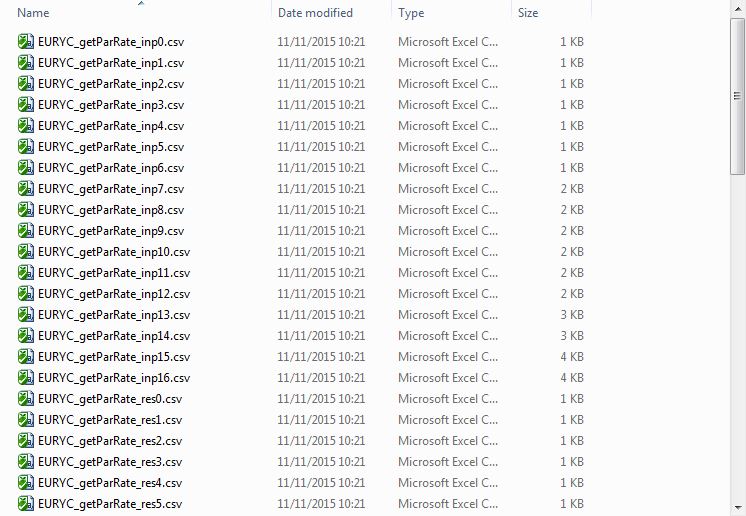 Name Date modified Type Size
EURYC_getParRate_inp0.csv 11/11/2015 10:21 Microsoft Excel C... 1 KB
EURYC_getParRate_inp1.csv 11/11/2015 10:21 Microsoft Excel C... 1 KB
EURYC_getParRate_inp2.csv 11/11/2015 10:21 Microsoft Excel C... 1 KB
EURYC_getParRate_inp3.csv 11/11/2015 10:21 Microsoft Excel C... 1 KB
EURYC_getParRate_inp4.csv 11/11/2015 10:21 Microsoft Excel C... 1 KB
EURYC_getParRate_inp5.csv 11/11/2015 10:21 Microsoft Excel C... 1 KB
EURYC_getParRate_inp6.csv 11/11/2015 10:21 Microsoft Excel C... 1 KB
EURYC_getParRate_inp7.csv 11/11/2015 10:21 Microsoft Excel C... 2 KB
EURYC_getParRate_inp8.csv 11/11/2015 10:21 Microsoft Excel C... 2 KB
EURYC_getParRate_inp9.csv 11/11/2015 10:21 Microsoft Excel C... 2 KB
EURYC_getParRate_inp10.csv 11/11/2015 10:21 Microsoft Excel C... 2 KB
EURYC_getParRate_inp11.csv 11/11/2015 10:21 Microsoft Excel C... 2 KB
EURYC_getParRate_inp12.csv 11/11/2015 10:21 Microsoft Excel C... 2 KB
EURYC_getParRate_inp13.csv 11/11/2015 10:21 Microsoft Excel C... 3 KB
EURYC_getParRate_inp14.csv 11/11/2015 10:21 Microsoft Excel C... 3 KB
EURYC_getParRate_inp15.csv 11/11/2015 10:21 Microsoft Excel C... 4 KB
EURYC_getParRate_inp16.csv 11/11/2015 10:21 Microsoft Excel C... 4 KB
EURYC_getParRate_res0.csv 11/11/2015 10:21 Microsoft Excel C... 1 KB
EURYC_getParRate_res1.csv 11/11/2015 10:21 Microsoft Excel C... 1 KB
EURYC_getParRate_res2.csv 11/11/2015 10:21 Microsoft Excel C... 1 KB
EURYC_getParRate_res3.csv 11/11/2015 10:21 Microsoft Excel C... 1 KB
EURYC_getParRate_res4.csv 11/11/2015 10:21 Microsoft Excel C... 1 KB
EURYC_getParRate_res5.csv 11/11/2015 10:21 Microsoft Excel C... 1 KB